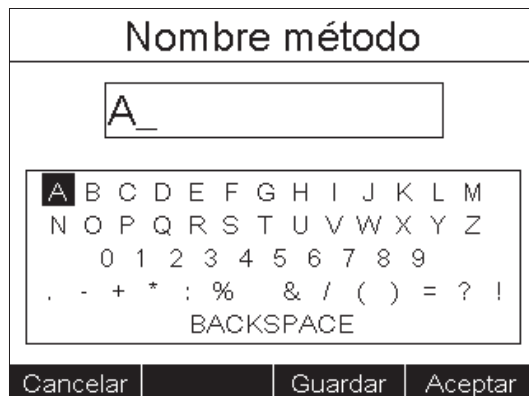 Nombre método
A_
A B C D E F G H I J K L M
N O P Q R S T U V W X Y Z
0 1 2 3 4 5 6 7 8 9
. - + * : % & / ( ) = ? !
BACKSPACE
Cancelar Guardar Aceptar